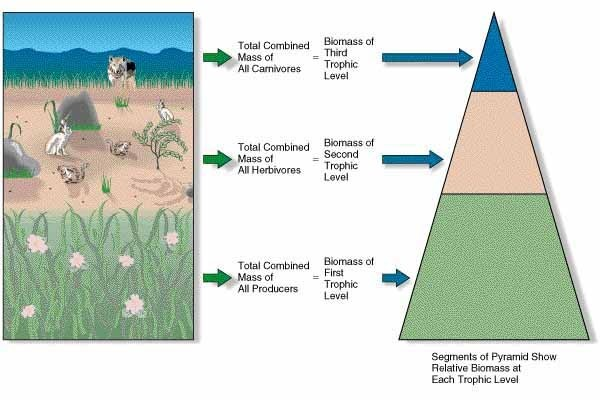 Total Combined
Mass of
All Carnivores
=
Biomass of
Third
Trophic
Level
Total Combined
Mass of
All Herbivores
=
Biomass of
Second
Trophic
Level
Total Combined
Mass of
All Producers
=
Biomass of
First
Trophic
Level
Segments of Pyramid Show
Relative Biomass at
Each Trophic Level